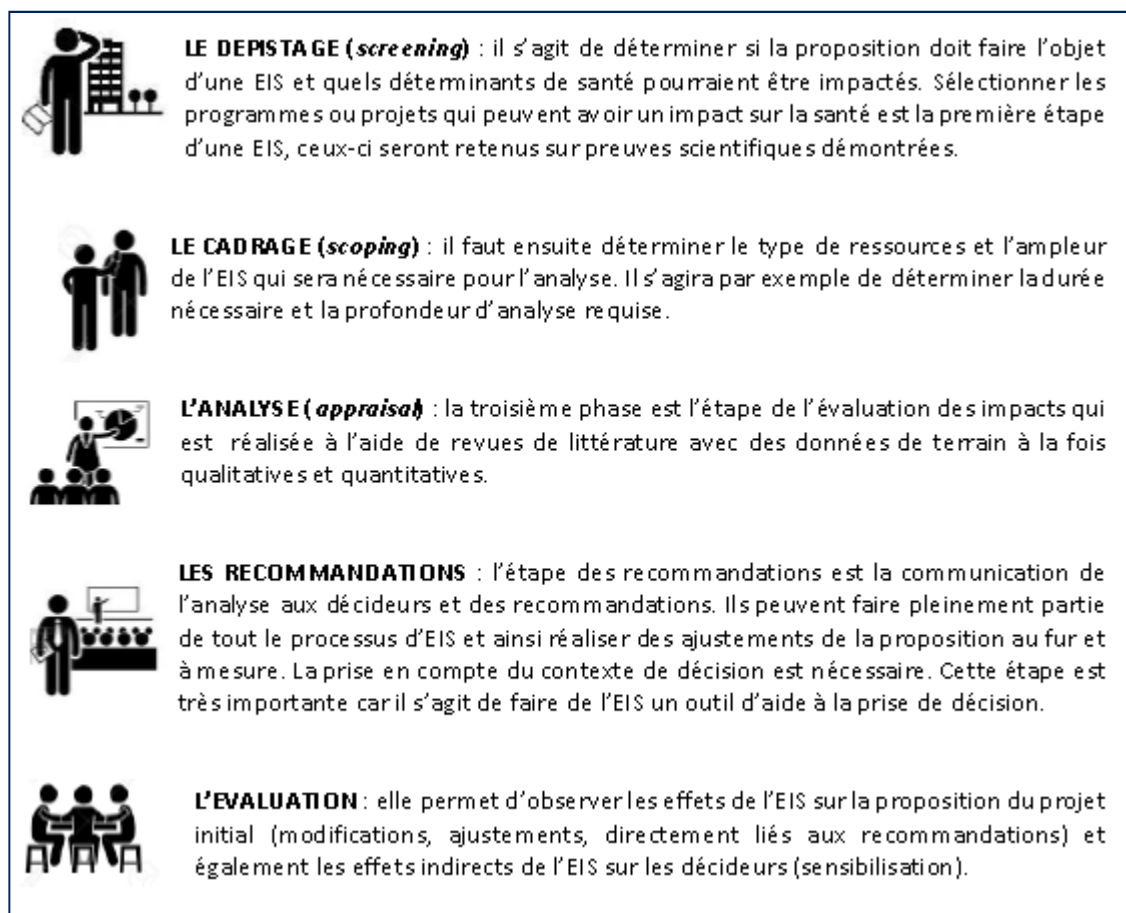 LE DEPISTAGE (screening) : il s’agit de déterminer si la proposition doit faire l’objet
d’une EIS et quels déterminants de santé pourraient être impactés. Sélectionner les
programmes ou projets qui peuvent avoir un impact sur la santé est la première étape
d’une EIS, ceux-ci seront retenus sur preuves scientifiques démontrées.
LE CADRAGE (scoping) : il faut ensuite déterminer le type de ressources et l’ampleur
de l’EIS qui sera nécessaire pour l’analyse. Il s’agira par exemple de déterminer la durée
nécessaire et la profondeur d’analyse requise.
L’ANALYSE ( appraisal) : la troisième phase est l’étape de l’évaluation des impacts qui
est réalisée à l’aide de revues de littérature avec des données de terrain à la fois
qualitatives et quantitatives.
LES RECOMMANDATIONS : l’étape des recommandations est la communication de
l’analyse aux décideurs et des recommandations. Ils peuvent faire pleinement partie
de tout le processus d’EIS et ainsi réaliser des ajustements de la proposition au fur et
à mesure. La prise en compte du contexte de décision est nécessaire. Cette étape est
très importante car il s’agit de faire de l’EIS un outil d’aide à la prise de décision.
L’EVALUATION : elle permet d’observer les effets de l’EIS sur la proposition du projet
initial (modifications, ajustements, directement liés aux recommandations) et
également les effets indirects de l’EIS sur les décideurs (sensibilisation).